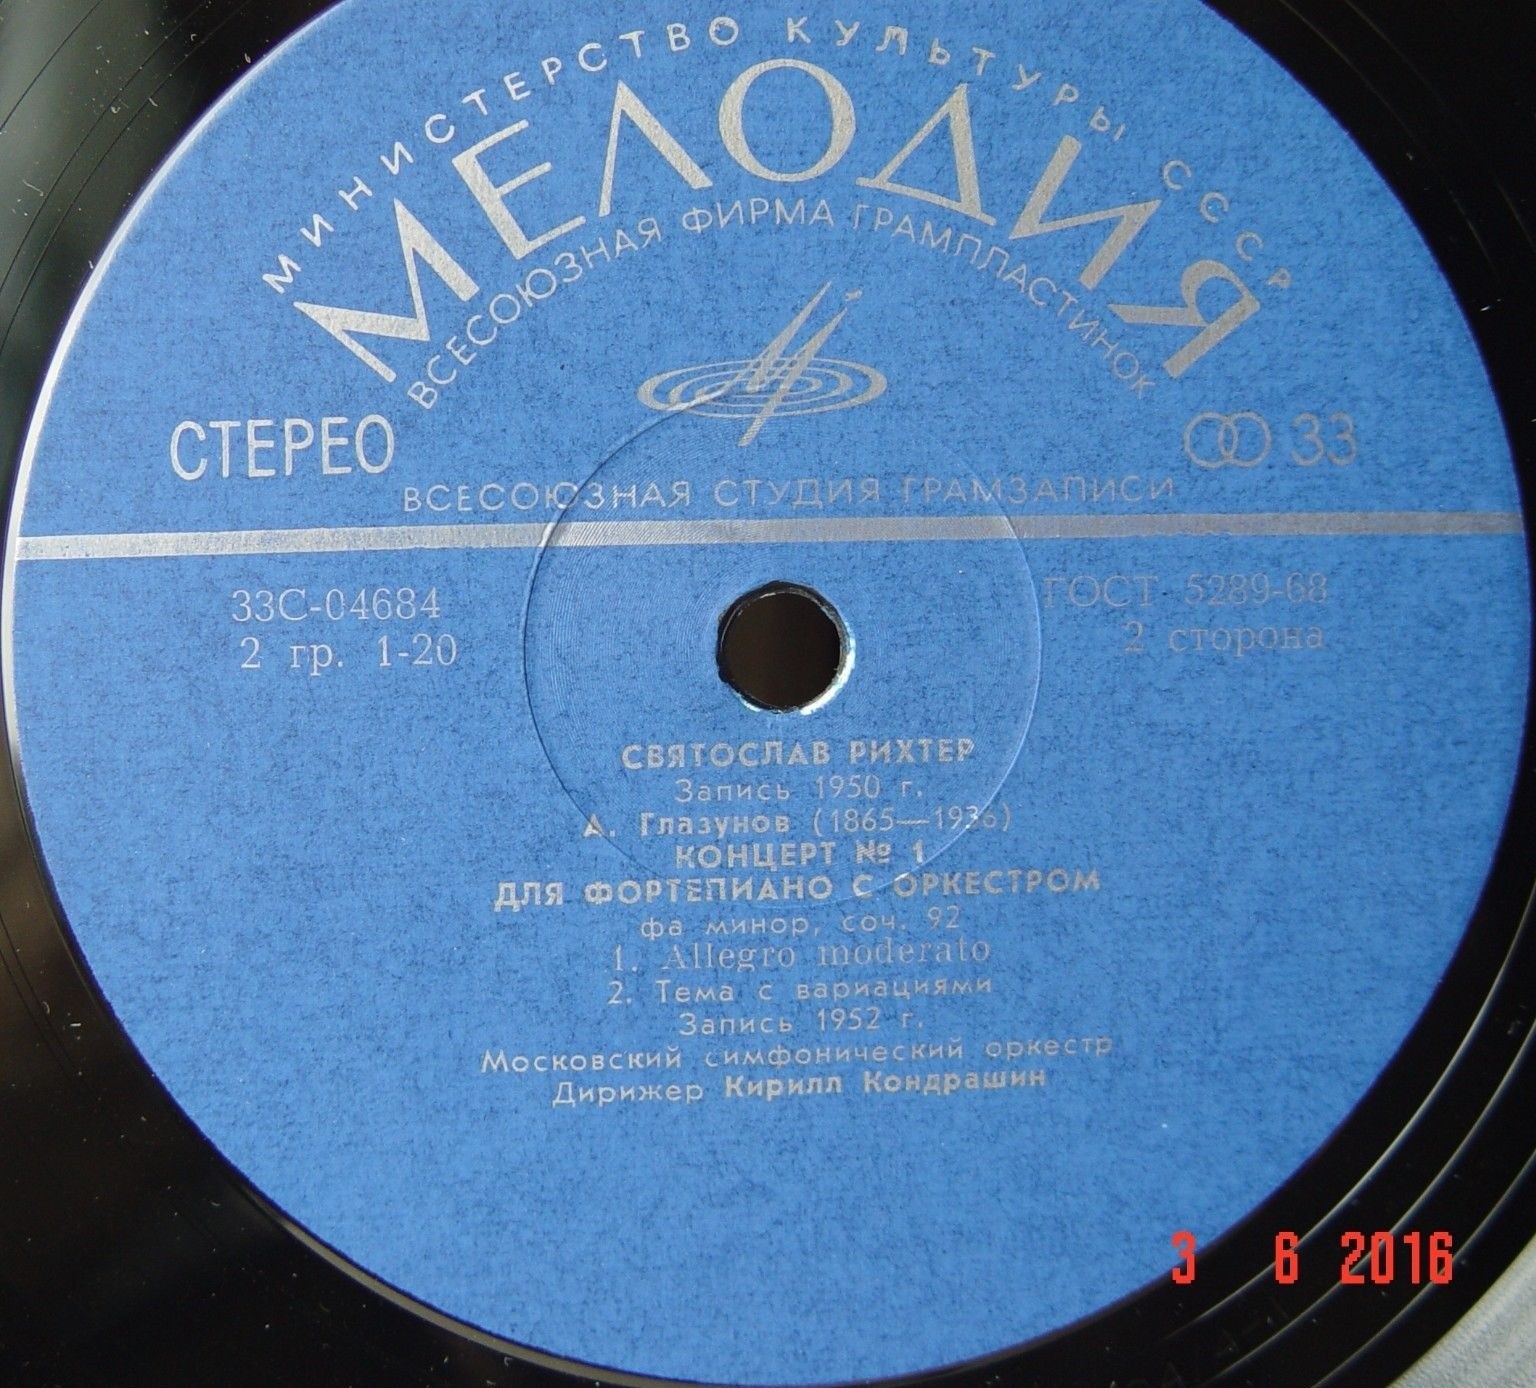 МИНИСТЕРСТВО КУЛЬТУРЫ СССР
МЕЛОДИЯ
ВСЕСОЮЗНАЯ ФИРМА ГРАМПЛАСТИНОК
СТЕРЕО
33
ВСЕСОЮЗНАЯ СТУДИЯ ГРАМЗАПИСИ
33С-04684
ГОСТ 5289-68
2 гр. 1-20
2 сторона
СВЯТОСЛАВ РИХТЕР
Запись 1950 г.
А. Глазунов (1865—1936)
КОНЦЕРТ № 1
ДЛЯ ФОРТЕПИАНО С ОРКЕСТРОМ
фа минор, соч. 92
1. Allegro moderato
2. Тема с вариациями
Запись 1952 г.
Московский симфонический оркестр
Дирижер Кирилл Кондрашин
3 6 2016